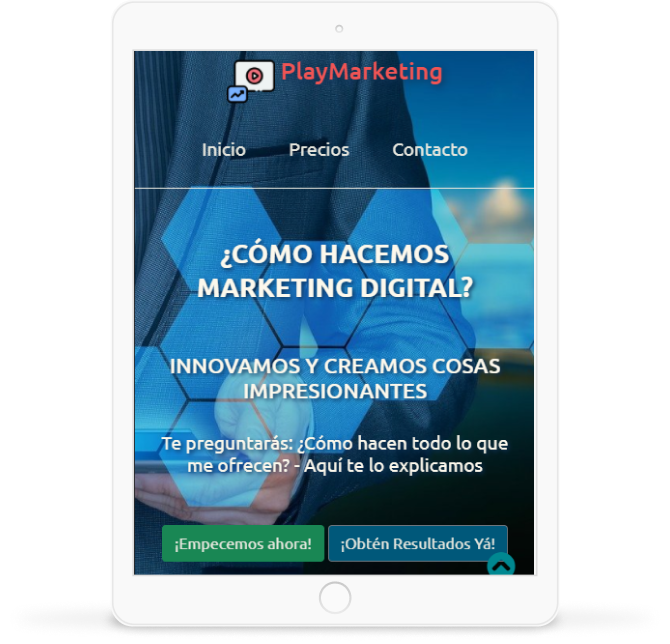 PlayMarketing
Inicio Precios Contacto
¿CÓMO HACEMOS
MARKETING DIGITAL?
INNOVAMOS Y CREAMOS COSAS
IMPRESIONANTES
Te preguntarás: ¿Cómo hacen todo lo que
me ofrecen? - Aquí te lo explicamos
¡Empecemos ahora! ¡Obtén Resultados Yá!